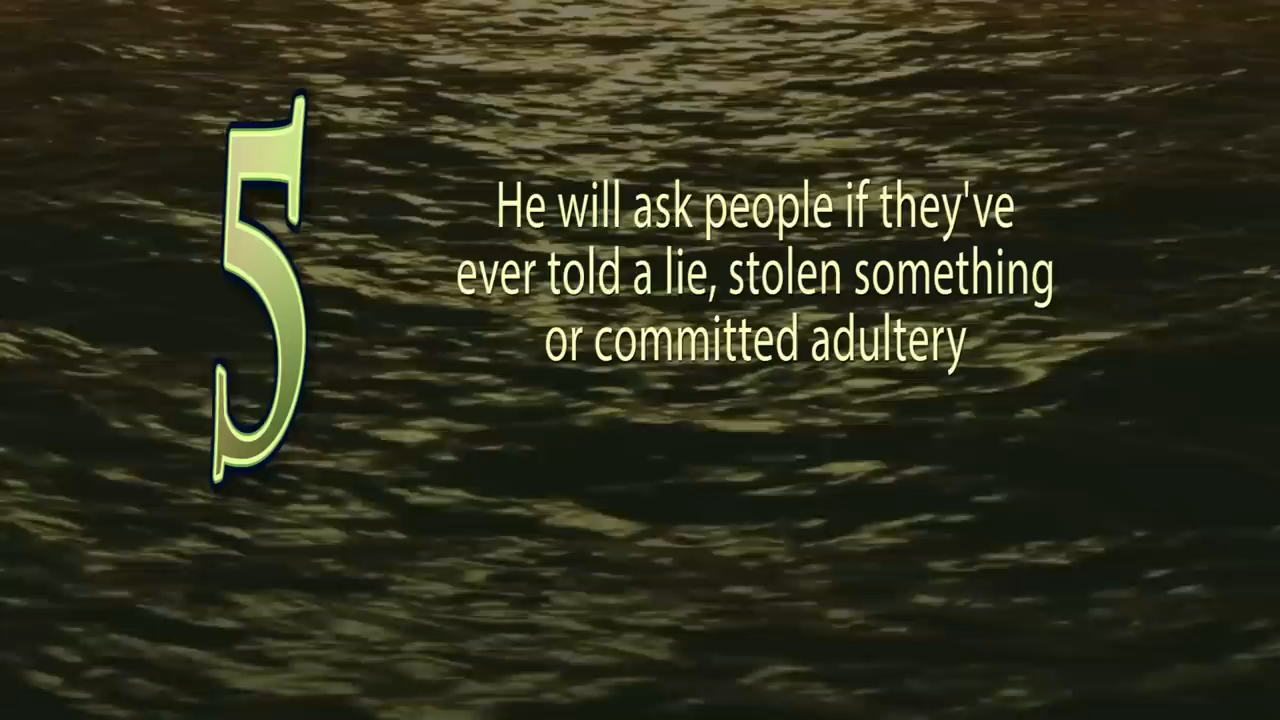 5
He will ask people if they've
ever told a lie, stolen something
or committed adultery